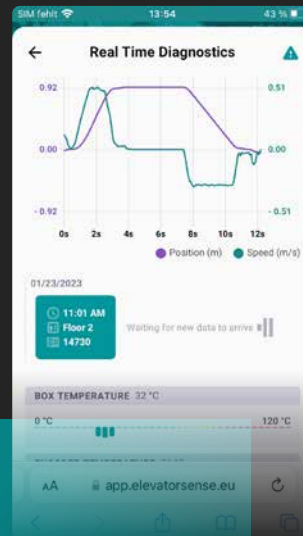 SIM fehlt
13:54
43 %
Real Time Diagnostics
0.92
0.51
0.00
0.00
- 0.92
- 0.51
0s 2s 4s 6s 8s 10s 12s
Position (m) Speed (m/s)
01/23/2023
11:01 AM
Floor 2
14730
Waiting for new data to arrive
BOX TEMPERATURE 32 °C
0 °C
120 °C
AA
app.elevatorsense.eu